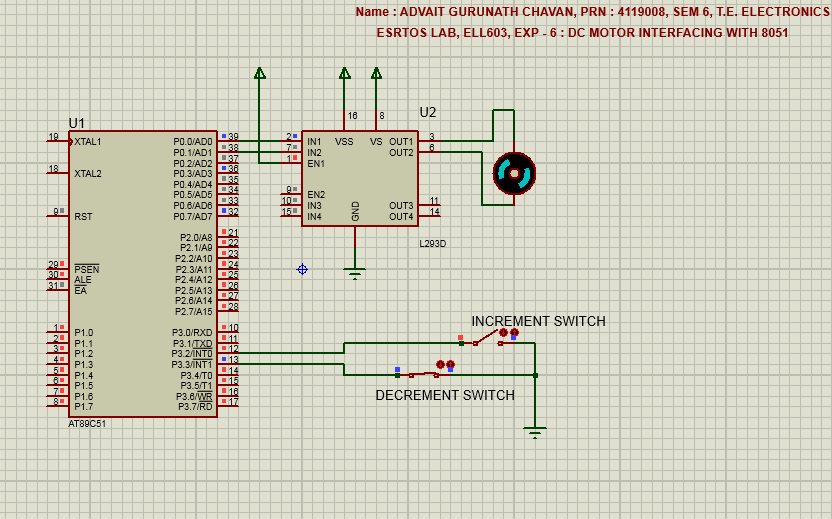 Name : ADVAIT GURUNATH CHAVAN, PRN : 4119008, SEM 6, T.E. ELECTRONICS
ESRTOS LAB, ELL603, EXP - 6 : DC MOTOR INTERFACING WITH 8051
U1
19 XTAL1
18 XTAL2
9 RST
29 PSEN
30 ALE
31 EA
1 P1.0
2 P1.1
3 P1.2
4 P1.3
5 P1.4
6 P1.5
7 P1.6
8 P1.7
P0.0/AD0 39
P0.1/AD1 38
P0.2/AD2 37
P0.3/AD3 36
P0.4/AD4 35
P0.5/AD5 34
P0.6/AD6 33
P0.7/AD7 32
P2.0/A8 21
P2.1/A9 22
P2.2/A10 23
P2.3/A11 24
P2.4/A12 25
P2.5/A13 26
P2.6/A14 27
P2.7/A15 28
P3.0/RXD 10
P3.1/TXD 11
P3.2/INT0 12
P3.3/INT1 13
P3.4/T0 14
P3.5/T1 15
P3.6/WR 16
P3.7/RD 17
AT89C51
U2
16 8
VSS VS
2 IN1
7 IN2
1 EN1
9 EN2
10 IN3
15 IN4
OUT1 3
OUT2 6
OUT3 11
OUT4 14
GND
L293D
INCREMENT SWITCH
DECREMENT SWITCH